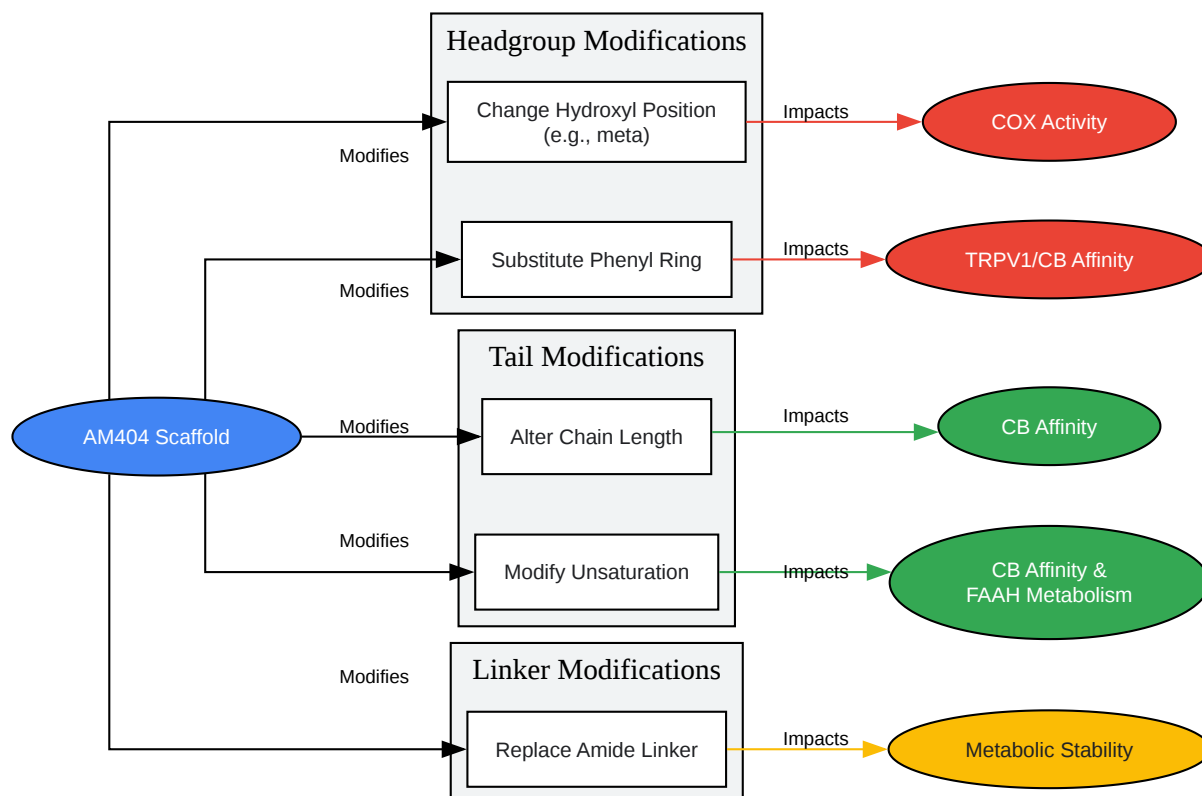 Headgroup Modifications
Change Hydroxyl Position
(e.g., meta)
Impacts
COX Activity
Modifies
Substitute Phenyl Ring
Impacts
TRPV1/CB Affinity
Modifies
Tail Modifications
AM404 Scaffold
Modifies
Alter Chain Length
Impacts
CB Affinity
Modifies
Modify Unsaturation
Impacts
CB Affinity &
FAAH Metabolism
Linker Modifications
Modifies
Replace Amide Linker
Impacts
Metabolic Stability